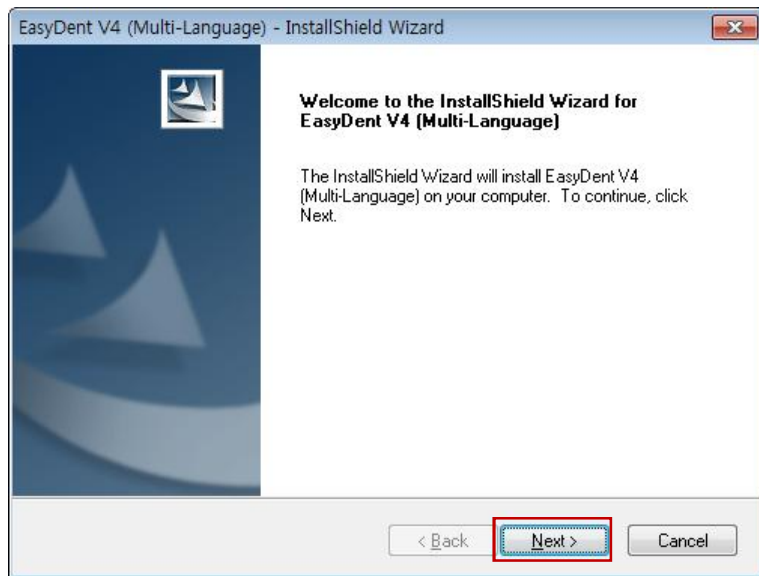 EasyDent V4 (Multi-Language) - InstallShield Wizard
Welcome to the InstallShield Wizard for
EasyDent V4 (Multi-Language)
The InstallShield Wizard will install EasyDent V4
(Multi-Language) on your computer. To continue, click
Next.
< Back Next > Cancel